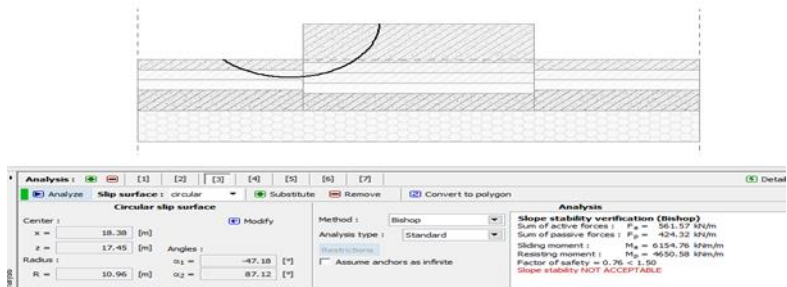 Analysis : [1] [2] [3] [4] [5] [6] [7]
Analyze Slip surface : circular Substitute Remove Convert to polygon
Circular slip surface
Center : Modify
x = 18.38 [m]
z = 17.45 [m] Angles :
Radius : α1 = -47.18 [°]
R = 10.96 [m] α2 = 87.12 [°]
Method : Bishop
Analysis type : Standard
Restrictions
Assume anchors as infinite
Analysis
Slope stability verification (Bishop)
Sum of active forces : Fa = 561.57 kN/m
Sum of passive forces : Fp = 424.32 kN/m
Sliding moment : Ma = 6154.76 kNm/m
Resisting moment : Mp = 4650.58 kNm/m
Factor of safety = 0.76 < 1.50
Slope stability NOT ACCEPTABLE